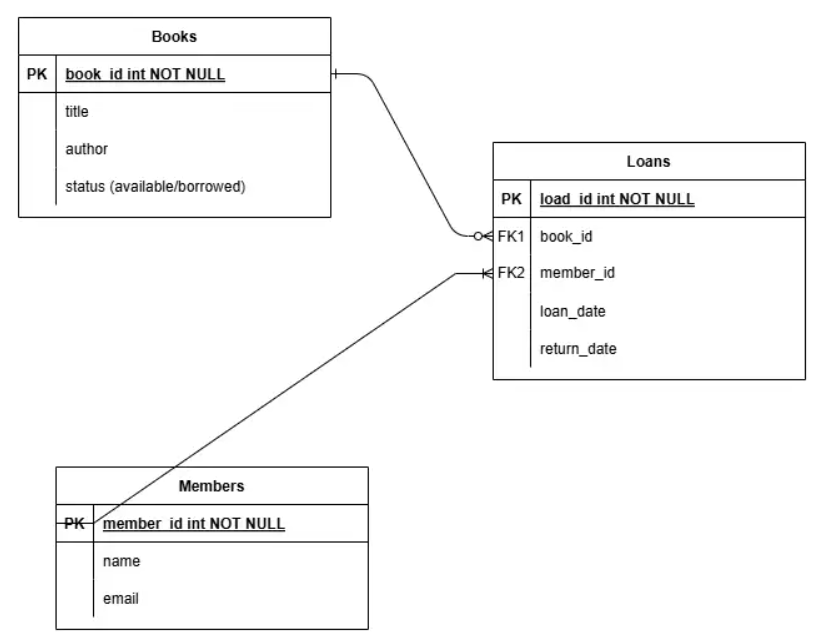 Books
PK book_id int NOT NULL
title
author
status (available/borrowed)
Loans
PK load_id int NOT NULL
FK1 book_id
FK2 member_id
loan_date
return_date
Members
PK member_id int NOT NULL
name
email